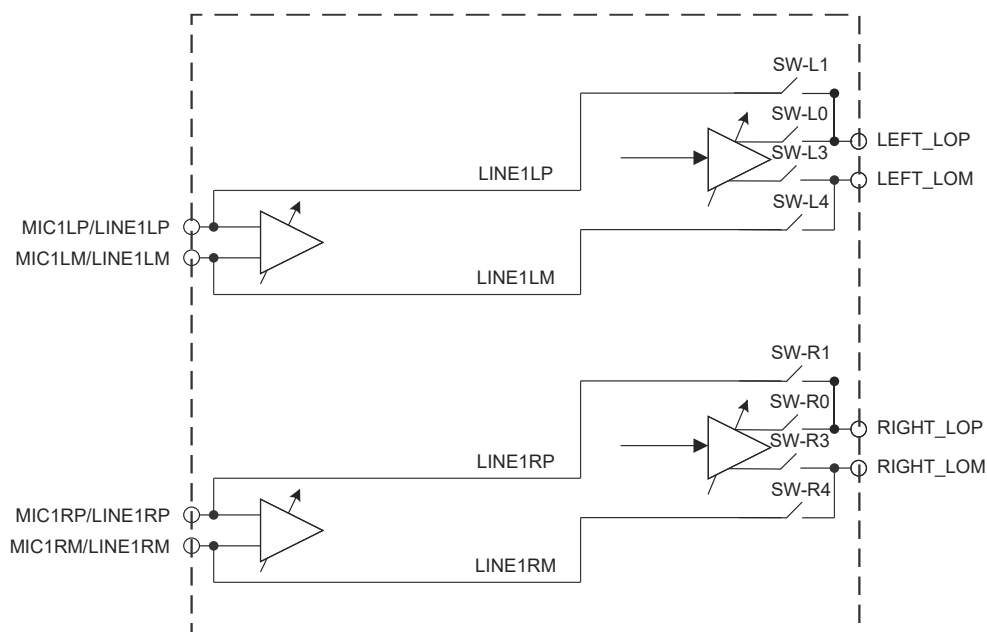 SW-L1
SW-L0
LEFT_LOP
SW-L3
LINE1LP
LEFT_LOM
SW-L4
MIC1LP/LINE1LP
MIC1LM/LINE1LM
LINE1LM
SW-R1
SW-R0
RIGHT_LOP
SW-R3
LINE1RP
RIGHT_LOM
SW-R4
MIC1RP/LINE1RP
MIC1RM/LINE1RM
LINE1RM